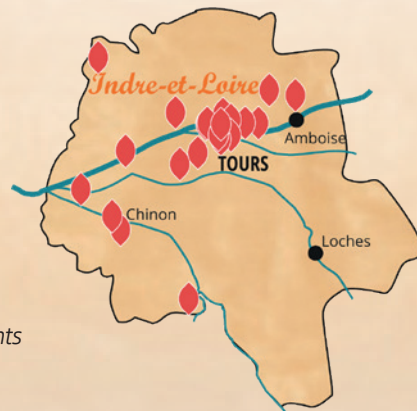 Indre-et-Loire
Amboise
TOURS
Chinon
Loches
nts